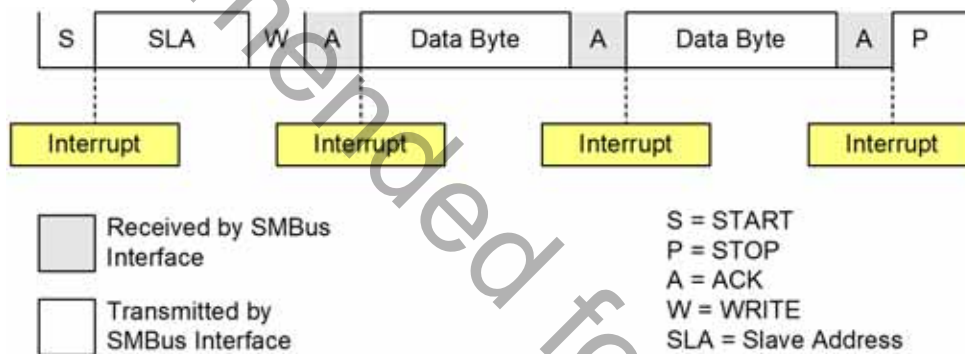 S SLA W A Data Byte A Data Byte A P
Interrupt Interrupt Interrupt Interrupt
Received by SMBus
Interface
Transmitted by
SMBus Interface
S = START
P = STOP
A = ACK
W = WRITE
SLA = Slave Address